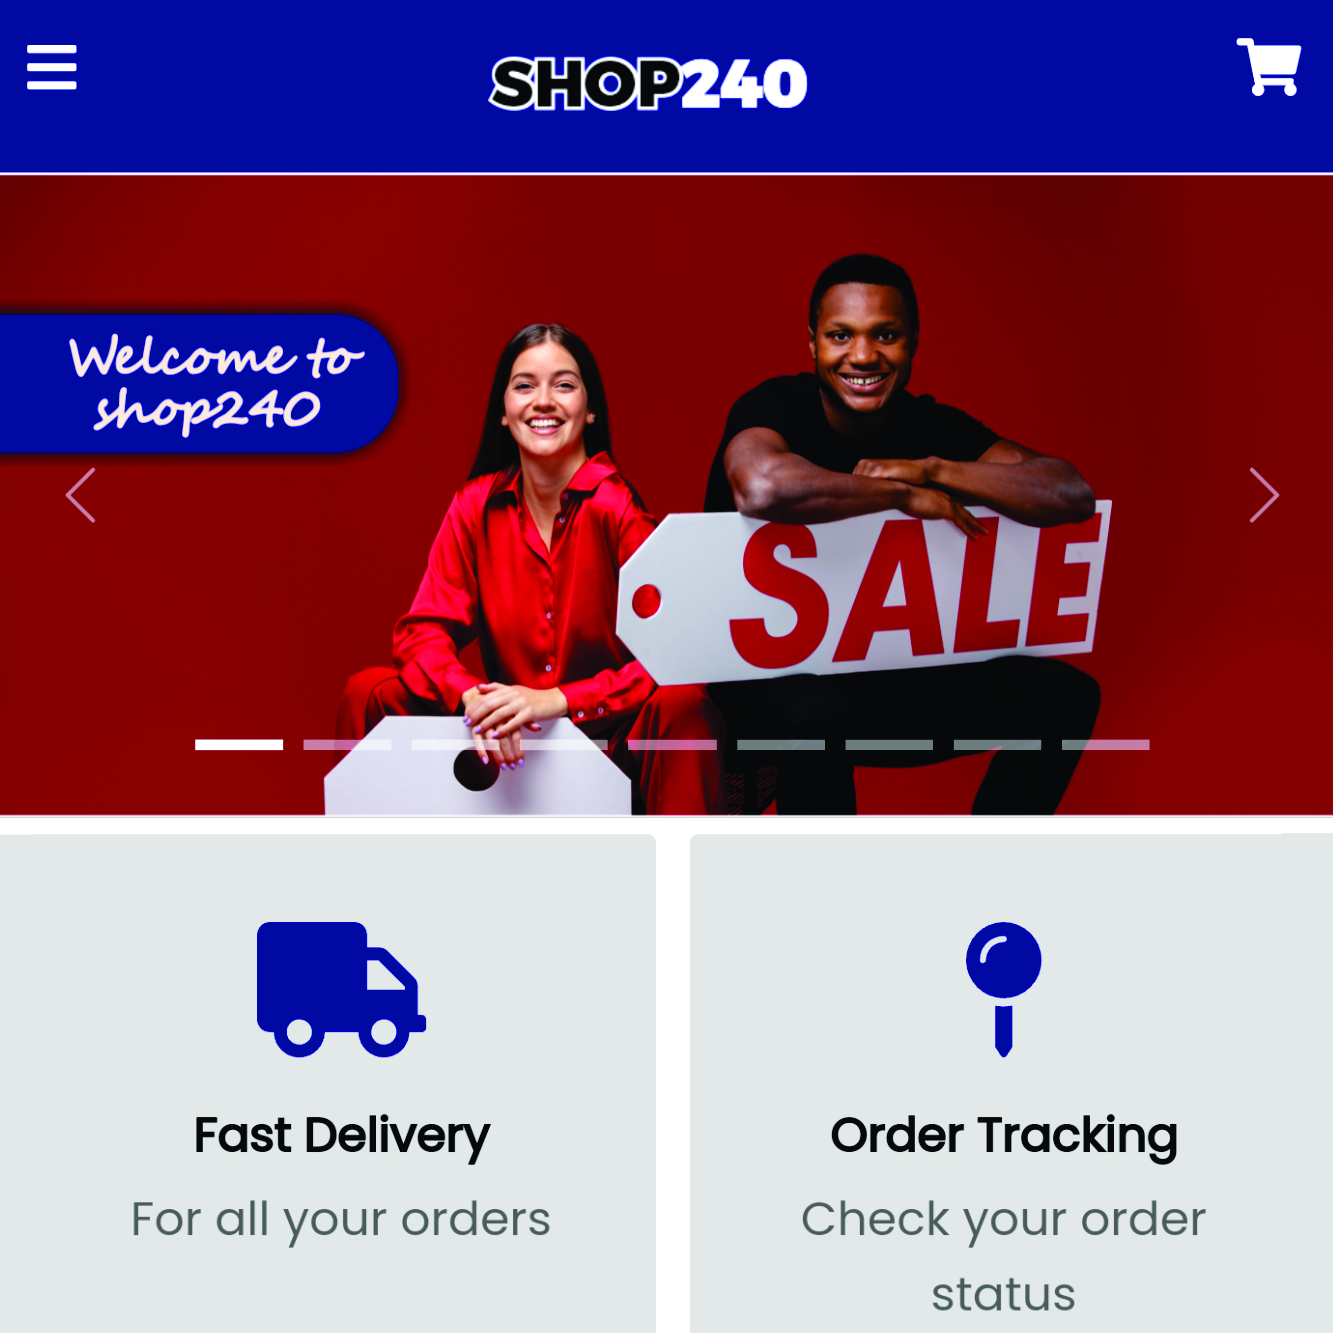 SHOP240
Welcome to
shop240
SALE
Fast Delivery
For all your orders
Order Tracking
Check your order
status